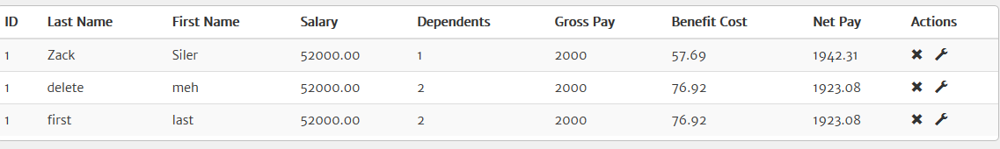 ID Last Name First Name Salary Dependents Gross Pay Benefit Cost Net Pay Actions
1 Zack Siler 52000.00 1 2000 57.69 1942.31
1 delete meh 52000.00 2 2000 76.92 1923.08
1 first last 52000.00 2 2000 76.92 1923.08